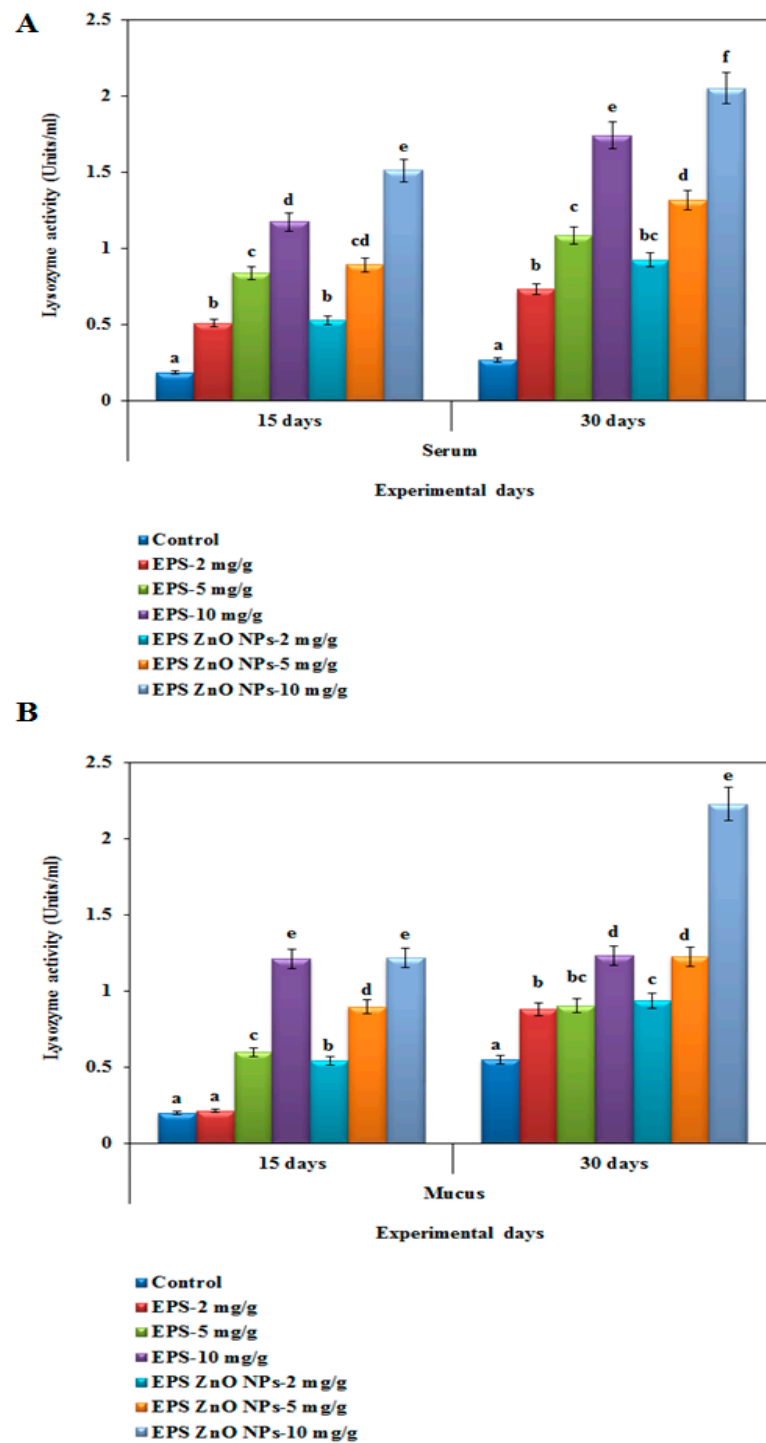 A
2.5
2
1.5
1
0.5
0
Lysozyme activity (Units/ml)
a
b
c
d
b
cd
e
a
b
c
e
bc
d
f
15 days
30 days
Serum
Experimental days
Control
EPS-2 mg/g
EPS-5 mg/g
EPS-10 mg/g
EPS ZnO NPs-2 mg/g
EPS ZnO NPs-5 mg/g
EPS ZnO NPs-10 mg/g
B
2.5
2
1.5
1
0.5
0
Lysozyme activity (Units/ml)
a
a
c
e
b
d
e
a
b
bc
d
c
d
e
15 days
30 days
Mucus
Experimental days
Control
EPS-2 mg/g
EPS-5 mg/g
EPS-10 mg/g
EPS ZnO NPs-2 mg/g
EPS ZnO NPs-5 mg/g
EPS ZnO NPs-10 mg/g